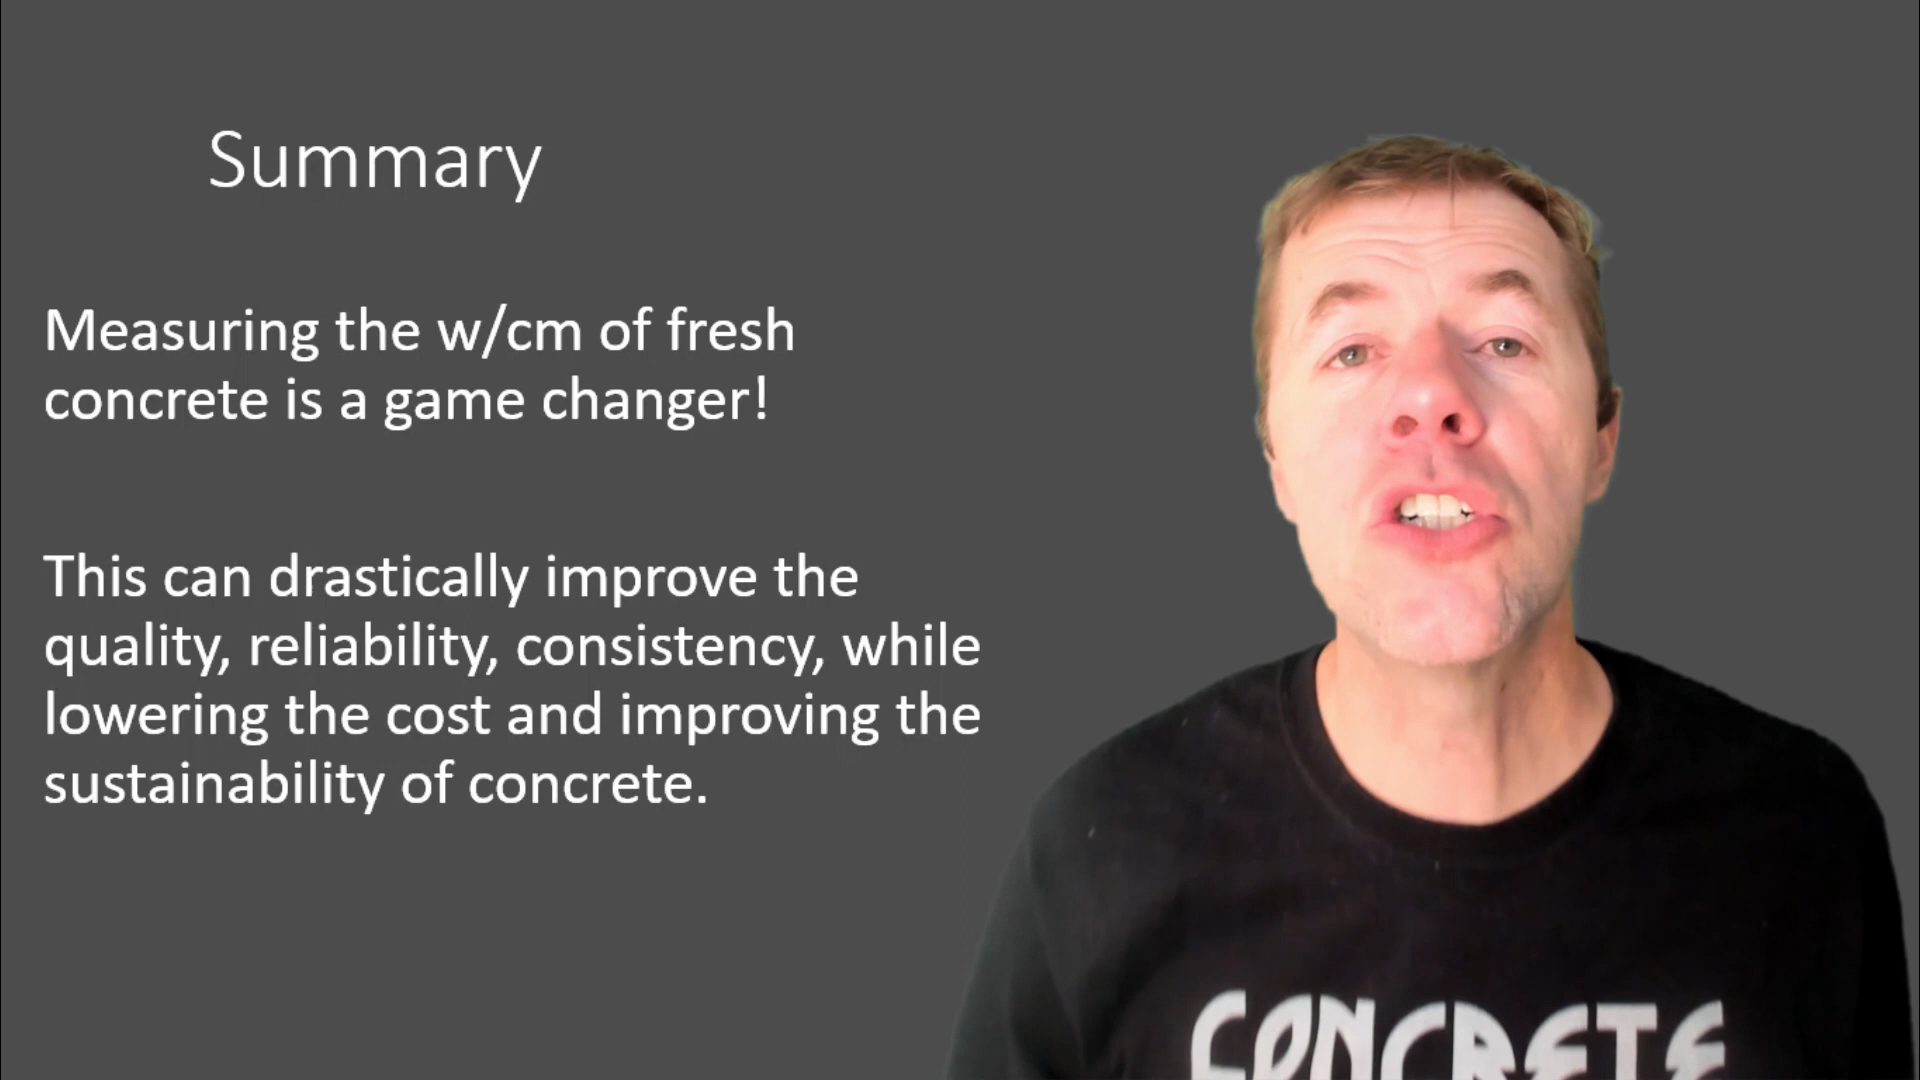 Summary
Measuring the w/cm of fresh
concrete is a game changer!
This can drastically improve the
quality, reliability, consistency, while
lowering the cost and improving the
sustainability of concrete.
CONCRETE